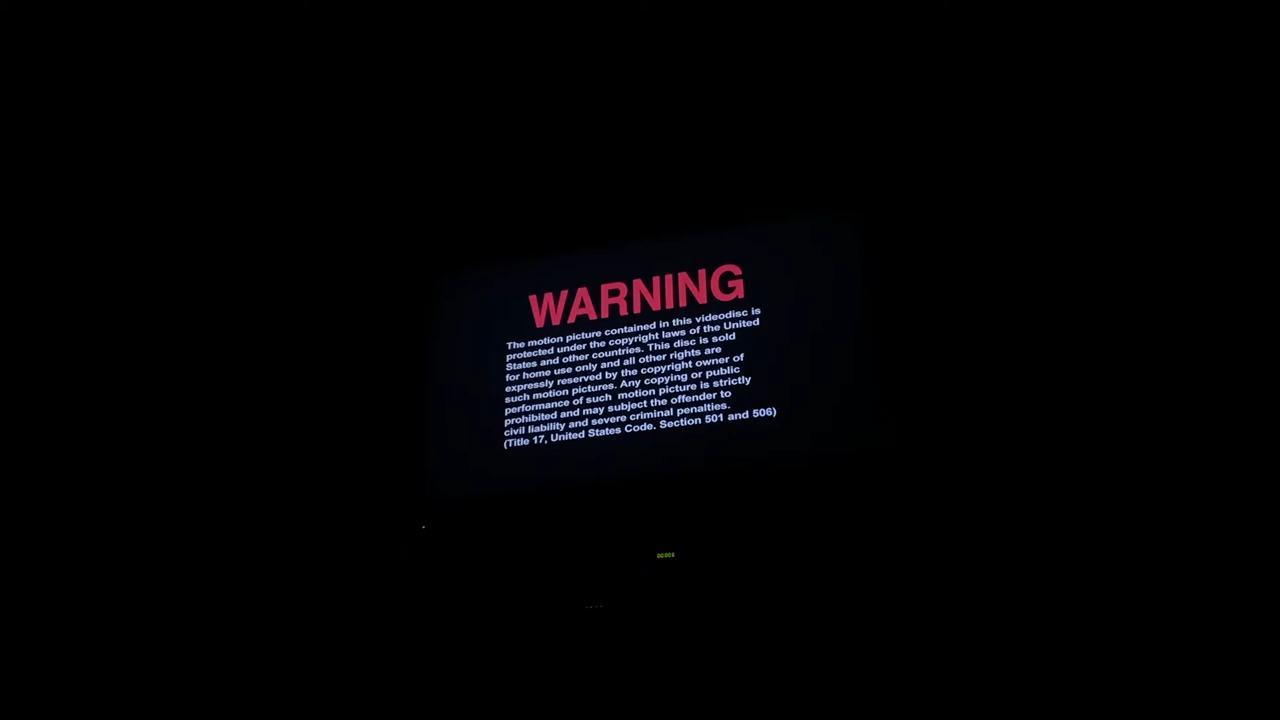 WARNING
The motion picture contained in this videodisc is
protected under the copyright laws of the United
States and other countries. This disc is sold
for home use only and all other rights are
expressly reserved by the copyright owner of
such motion pictures. Any copying or public
performance of such motion picture is strictly
prohibited and may subject the offender to
civil liability and severe criminal penalties.
(Title 17, United States Code. Section 501 and 506)